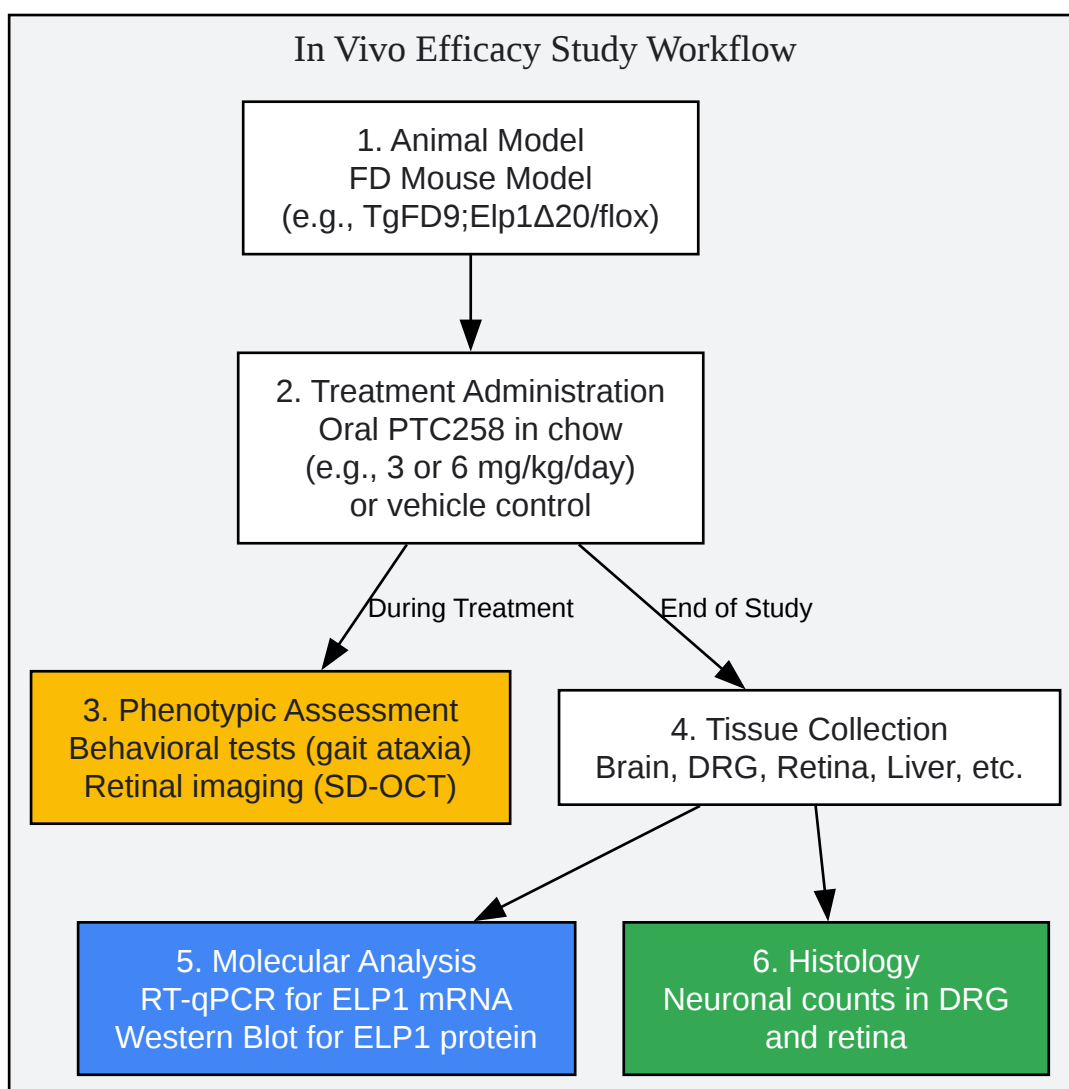 In Vivo Efficacy Study Workflow
1. Animal Model
FD Mouse Model
(e.g., TgFD9;Elp1Δ20/flox)
2. Treatment Administration
Oral PTC258 in chow
(e.g., 3 or 6 mg/kg/day)
or vehicle control
During Treatment
End of Study
3. Phenotypic Assessment
Behavioral tests (gait ataxia)
Retinal imaging (SD-OCT)
4. Tissue Collection
Brain, DRG, Retina, Liver, etc.
5. Molecular Analysis
RT-qPCR for ELP1 mRNA
Western Blot for ELP1 protein
6. Histology
Neuronal counts in DRG
and retina